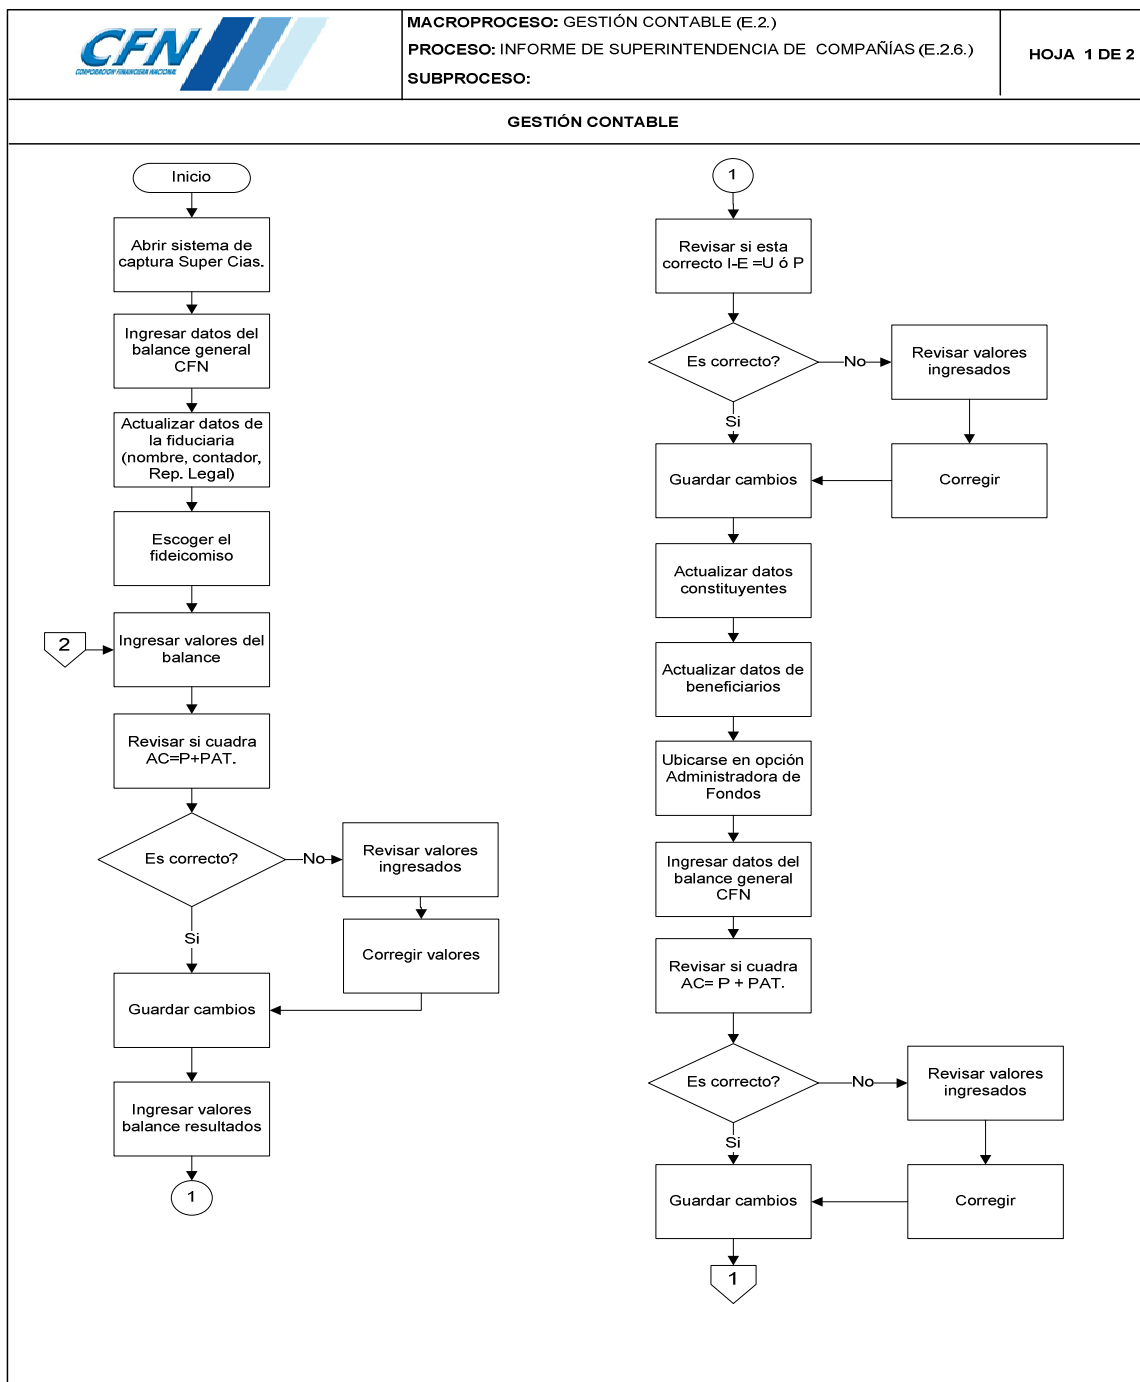 CFN
CORPORACION FINANCIERA NACIONAL
MACROPROCESO: GESTIÓN CONTABLE (E.2.)
PROCESO: INFORME DE SUPERINTENDENCIA DE COMPAÑÍAS (E.2.6.)
SUBPROCESO:
HOJA 1 DE 2
GESTIÓN CONTABLE
Inicio
Abrir sistema de
captura Super Cias.
Ingresar datos del
balance general
CFN
Actualizar datos de
la fiduciaria
(nombre, contador,
Rep. Legal)
Escoger el
fideicomiso
2
Ingresar valores del
balance
Revisar si cuadra
AC=P+PAT.
Es correcto?
No
Revisar valores
ingresados
Corregir valores
Si
Guardar cambios
Ingresar valores
balance resultados
1
1
Revisar si esta
correcto I-E =U ó P
Es correcto?
No
Revisar valores
ingresados
Si
Guardar cambios
Corregir
Actualizar datos
constituyentes
Actualizar datos de
beneficiarios
Ubicarse en opción
Administradora de
Fondos
Ingresar datos del
balance general
CFN
Revisar si cuadra
AC= P + PAT.
Es correcto?
No
Revisar valores
ingresados
Si
Guardar cambios
Corregir
1